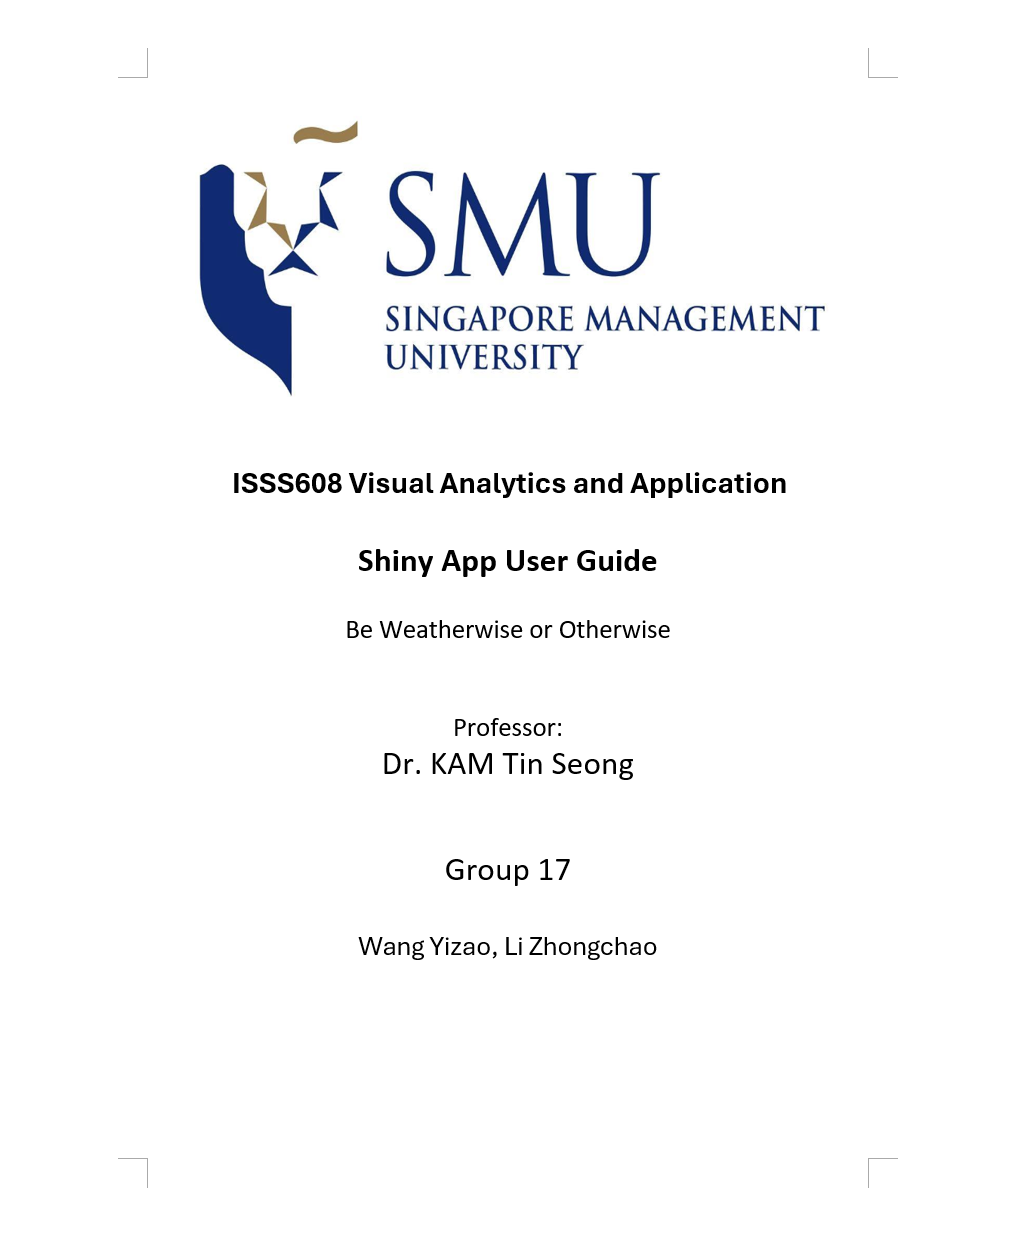 SMU
SINGAPORE MANAGEMENT
UNIVERSITY
ISSS608 Visual Analytics and Application
Shiny App User Guide
Be Weatherwise or Otherwise
Professor:
Dr. KAM Tin Seong
Group 17
Wang Yizao, Li Zhongchao